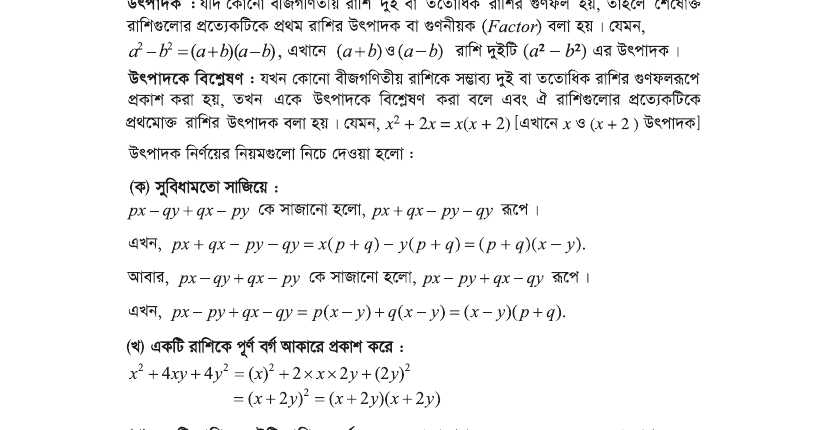 উৎপাদক : যদি কোনো বীজগণিতীয় রাশি দুই বা ততোধিক রাশির গুণফল হয়, তাহলে শেষোক্ত
রাশিগুলোর প্রত্যেকটিকে প্রথম রাশির উৎপাদক বা গুণনীয়ক (Factor) বলা হয় । যেমন,
a² – b² = (a+b)(a–b), এখানে (a+b) ও (a–b) রাশি দুইটি (a² – b²) এর উৎপাদক ।
উৎপাদকে বিশ্লেষণ : যখন কোনো বীজগণিতীয় রাশিকে সম্ভাব্য দুই বা ততোধিক রাশির গুণফলরূপে
প্রকাশ করা হয়, তখন একে উৎপাদকে বিশ্লেষণ করা বলে এবং ঐ রাশিগুলোর প্রত্যেকটিকে
প্রথমোক্ত রাশির উৎপাদক বলা হয় । যেমন, x² + 2x = x(x + 2) [এখানে x ও (x + 2 ) উৎপাদক]
উৎপাদক নির্ণয়ের নিয়মগুলো নিচে দেওয়া হলো :
(ক) সুবিধামতো সাজিয়ে :
px – qy + qx – py কে সাজানো হলো, px + qx – py – qy রূপে ।
এখন, px + qx – py – qy = x(p + q) – y(p + q) = (p + q)(x – y).
আবার, px – qy + qx – py কে সাজানো হলো, px – py + qx – qy রূপে ।
এখন, px – py + qx – qy = p(x – y) + q(x – y) = (x – y)(p + q).
(খ) একটি রাশিকে পূর্ণ বর্গ আকারে প্রকাশ করে :
x² + 4xy + 4y² = (x)² + 2 × x × 2y + (2y)²
= (x + 2y)² = (x + 2y)(x + 2y)